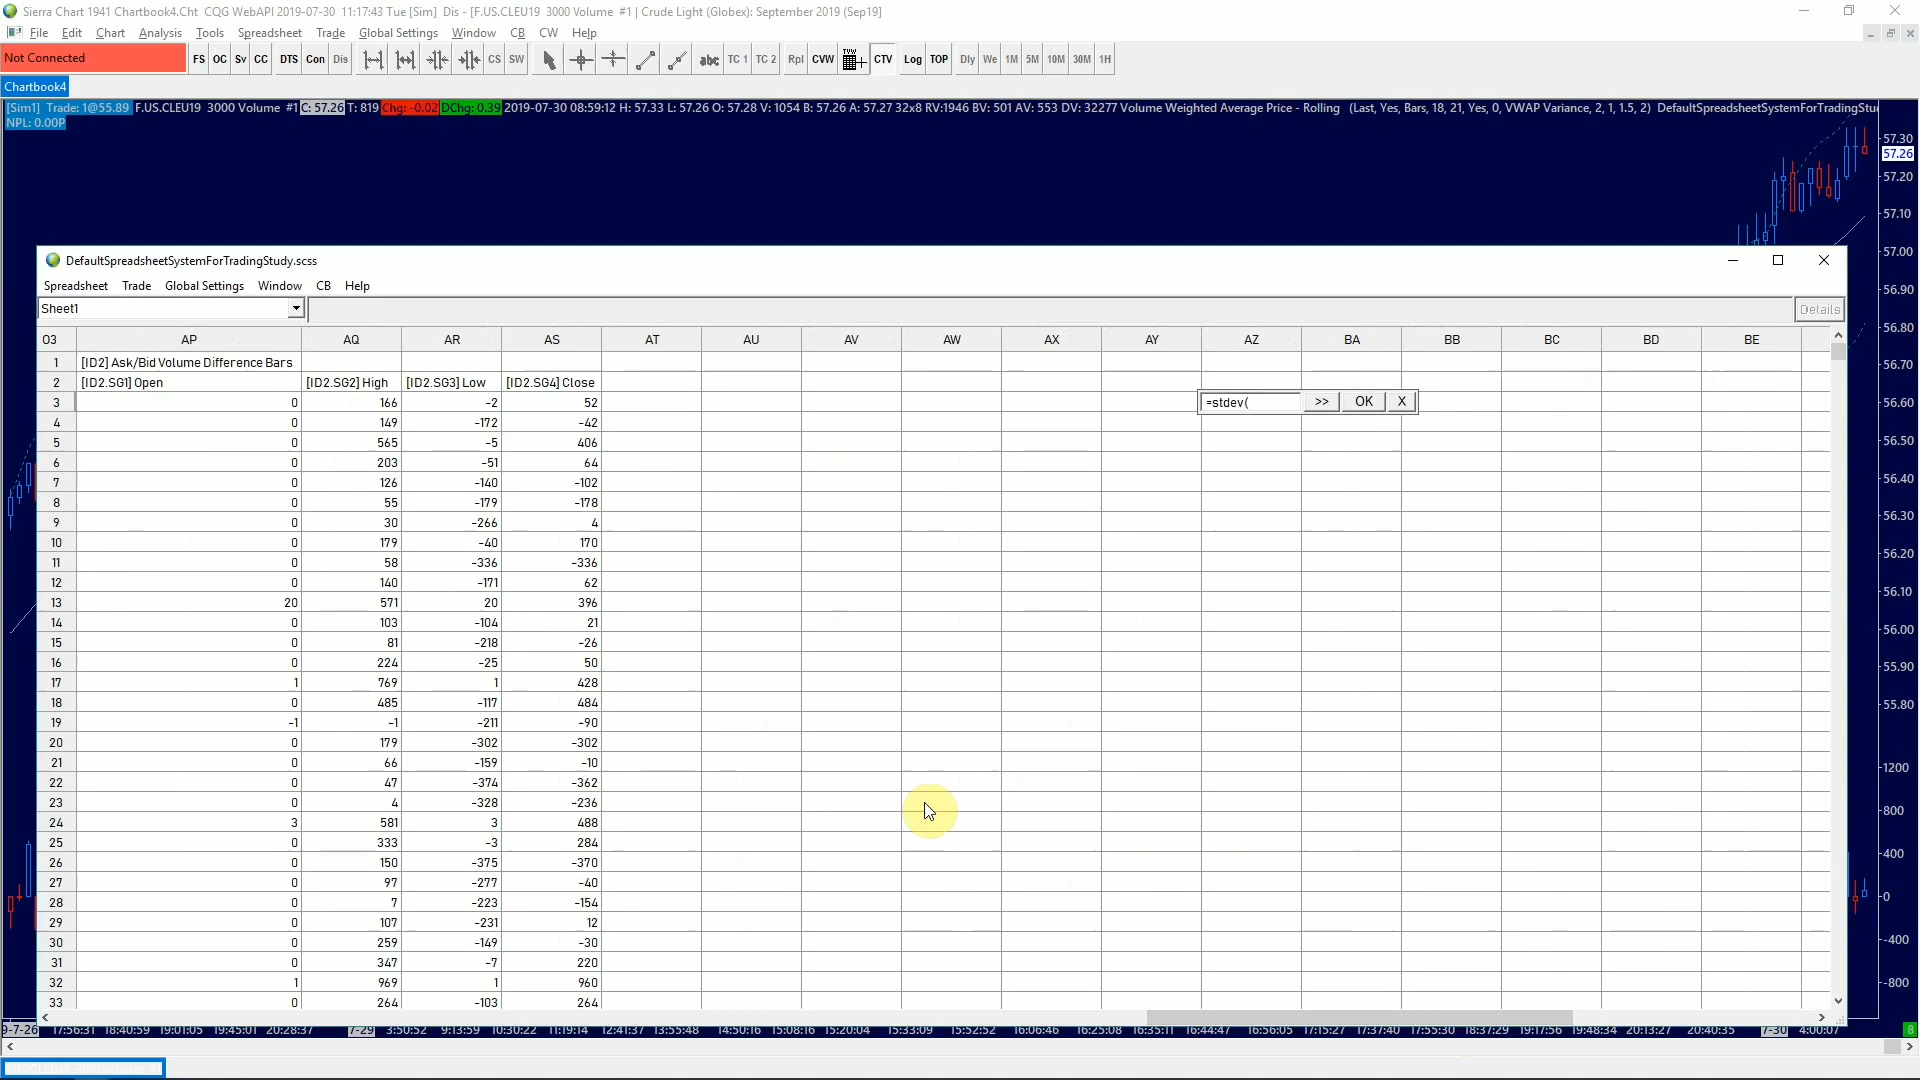 Sierra Chart 1941 Chartbook4.Cht CQG WebAPI 2019-07-30 11:17:43 Tue [Sim] Dis - [F.US.CLEU19 3000 Volume #1 | Crude Light (Globex): September 2019 (Sep19]
File Edit Chart Analysis Tools Spreadsheet Trade Global Settings Window CB CW Help
Not Connected FS OC Sv CC DTS Con Dis CS SW abc TC 1 TC 2 Rpl CVW TVW CTV Log TOP Dly We 1M 5M 10M 30M 1H
Chartbook4
[Sim1] Trade: 1@55.89 F.US.CLEU19 3000 Volume #1 C: 57.26 T: 819 Chg: -0.02 DChg: 0.39 2019-07-30 08:59:12 H: 57.33 L: 57.26 O: 57.28 V: 1054 B: 57.26 A: 57.27 32x8 RV:1946 BV: 501 AV: 553 DV: 32277 Volume Weighted Average Price - Rolling (Last, Yes, Bars, 18, 21, Yes, 0, VWAP Variance, 2, 1, 1.5, 2) DefaultSpreadsheetSystemForTradingStu
NPL: 0.00P
57.30
57.26
57.20
57.10
57.00
56.90
56.80
56.70
56.60
56.50
56.40
56.30
56.20
56.10
56.00
55.90
55.80
1200
800
400
0
-400
-800
DefaultSpreadsheetSystemForTradingStudy.scss
Spreadsheet Trade Global Settings Window CB Help
Sheet1 Details
03 AP AQ AR AS AT AU AV AW AX AY AZ BA BB BC BD BE
1 [ID2] Ask/Bid Volume Difference Bars
2 [ID2.SG1] Open [ID2.SG2] High [ID2.SG3] Low [ID2.SG4] Close
3 0 166 -2 52 =stdev( >> OK X
4 0 149 -172 -42
5 0 565 -5 406
6 0 203 -51 64
7 0 126 -140 -102
8 0 55 -179 -178
9 0 30 -266 4
10 0 179 -40 170
11 0 58 -336 -336
12 0 140 -171 62
13 20 571 20 396
14 0 103 -104 21
15 0 81 -218 -26
16 0 224 -25 50
17 1 769 1 428
18 0 485 -117 484
19 -1 -1 -211 -90
20 0 179 -302 -302
21 0 66 -159 -10
22 0 47 -374 -362
23 0 4 -328 -236
24 3 581 3 488
25 0 333 -3 284
26 0 150 -375 -370
27 0 97 -277 -40
28 0 7 -223 -154
29 0 107 -231 12
30 0 259 -149 -30
31 0 347 -7 220
32 1 969 1 960
33 0 264 -103 264
9-7-26 17:56:31 18:40:59 19:01:05 19:45:01 20:28:37 7-29 3:50:52 9:13:59 10:30:22 11:19:14 12:41:37 13:55:48 14:50:16 15:08:16 15:20:04 15:33:09 15:52:52 16:06:46 16:25:08 16:35:11 16:44:47 16:56:05 17:15:27 17:37:40 17:55:30 18:37:29 19:17:56 19:48:34 20:13:27 20:40:35 7-30 4:00:07 8